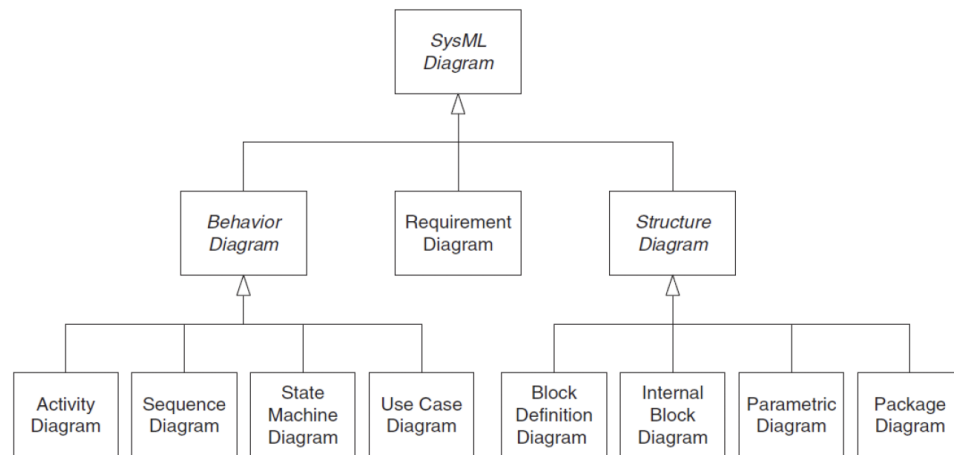 SysML
Diagram
Behavior
Diagram
Requirement
Diagram
Structure
Diagram
Activity
Diagram
Sequence
Diagram
State
Machine
Diagram
Use Case
Diagram
Block
Definition
Diagram
Internal
Block
Diagram
Parametric
Diagram
Package
Diagram